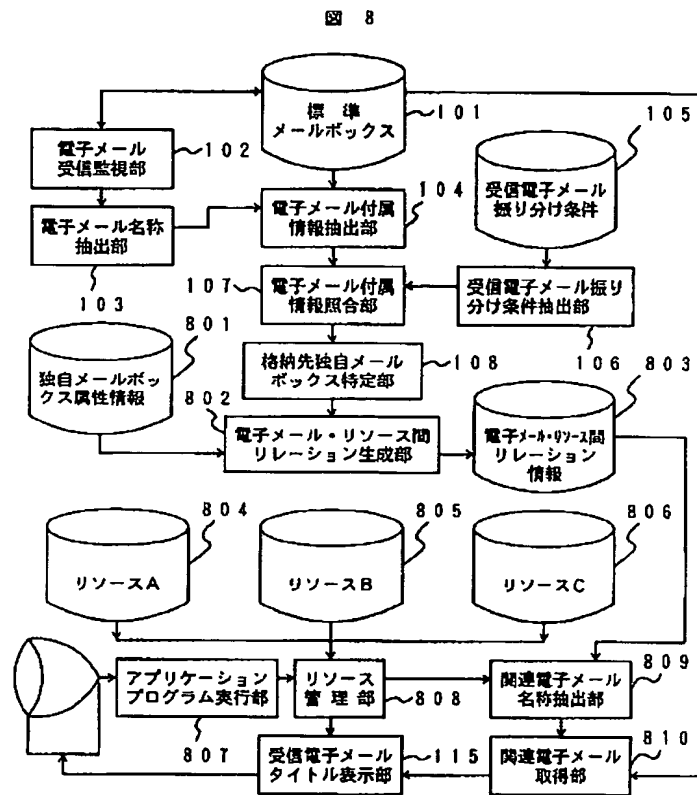 図 8
標準
メールボックス
101
105
電子メール
受信監視部
102
受信電子メール
振り分け条件
104
電子メール付属
情報抽出部
電子メール名称
抽出部
103
107
電子メール付属
情報照合部
受信電子メール振り
分け条件抽出部
106
801
独自メールボッ
クス属性情報
格納先独自メール
ボックス特定部
108
802
電子メール・リソース間
リレーション生成部
803
電子メール・リソース間
リレーション
情報
804
リソースA
805
リソースB
806
リソースC
アプリケーション
プログラム実行部
807
リソース
管理部
808
関連電子メール
名称抽出部
809
受信電子メール
タイトル表示部
115
関連電子メール
取得部
810